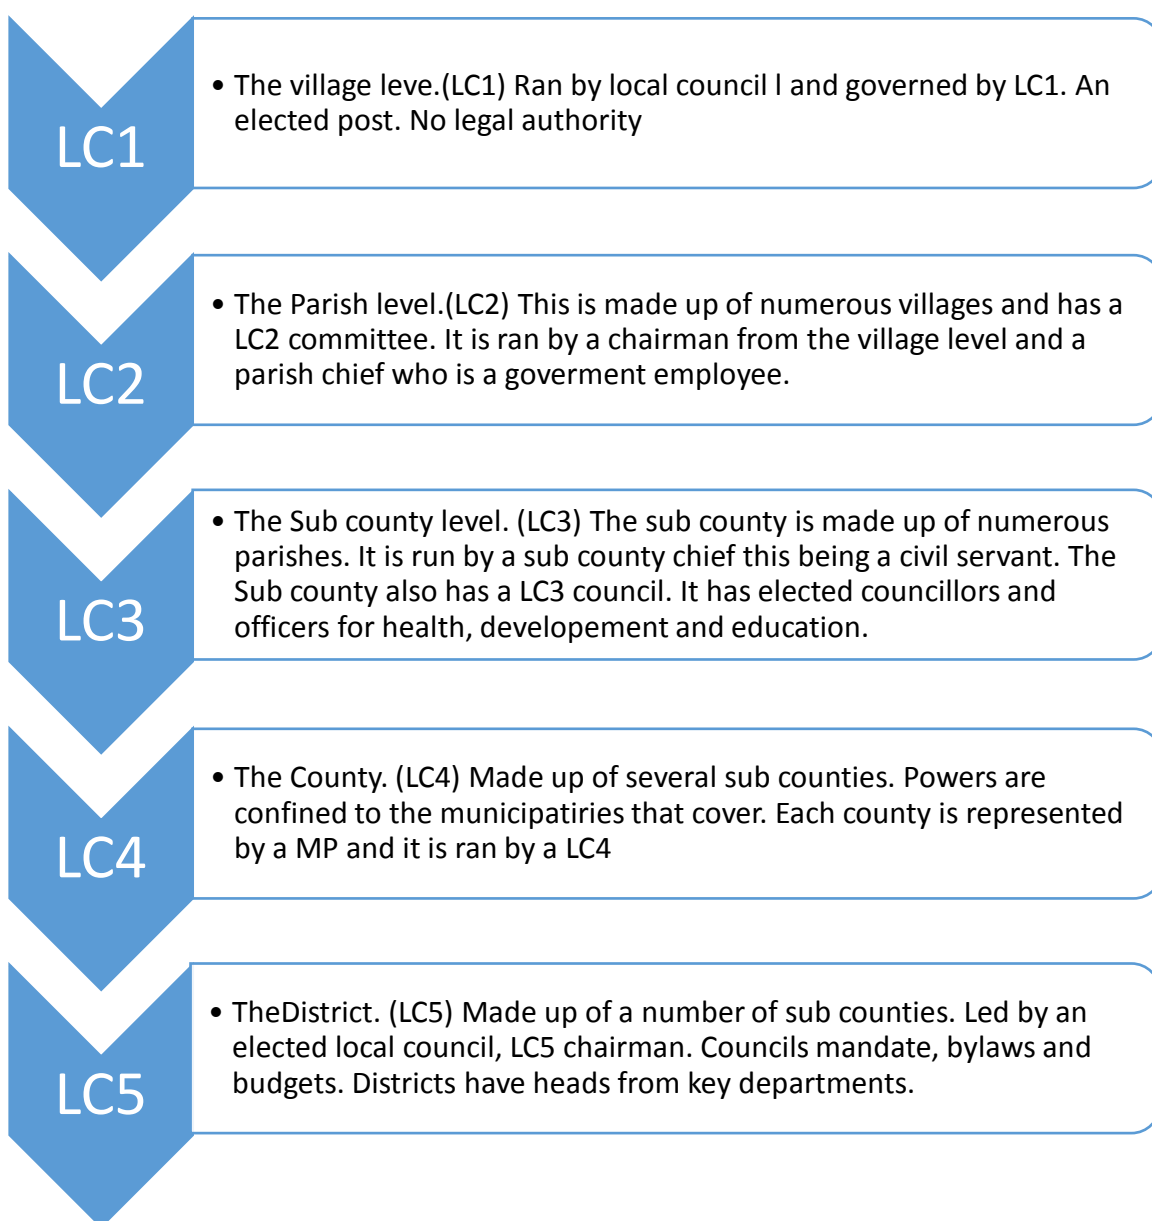 LC1
• The village leve.(LC1) Ran by local council l and governed by LC1. An
elected post. No legal authority
LC2
• The Parish level.(LC2) This is made up of numerous villages and has a
LC2 committee. It is ran by a chairman from the village level and a
parish chief who is a goverment employee.
LC3
• The Sub county level. (LC3) The sub county is made up of numerous
parishes. It is run by a sub county chief this being a civil servant. The
Sub county also has a LC3 council. It has elected councillors and
officers for health, developement and education.
LC4
• The County. (LC4) Made up of several sub counties. Powers are
confined to the municipatiries that cover. Each county is represented
by a MP and it is ran by a LC4
LC5
• TheDistrict. (LC5) Made up of a number of sub counties. Led by an
elected local council, LC5 chairman. Councils mandate, bylaws and
budgets. Districts have heads from key departments.